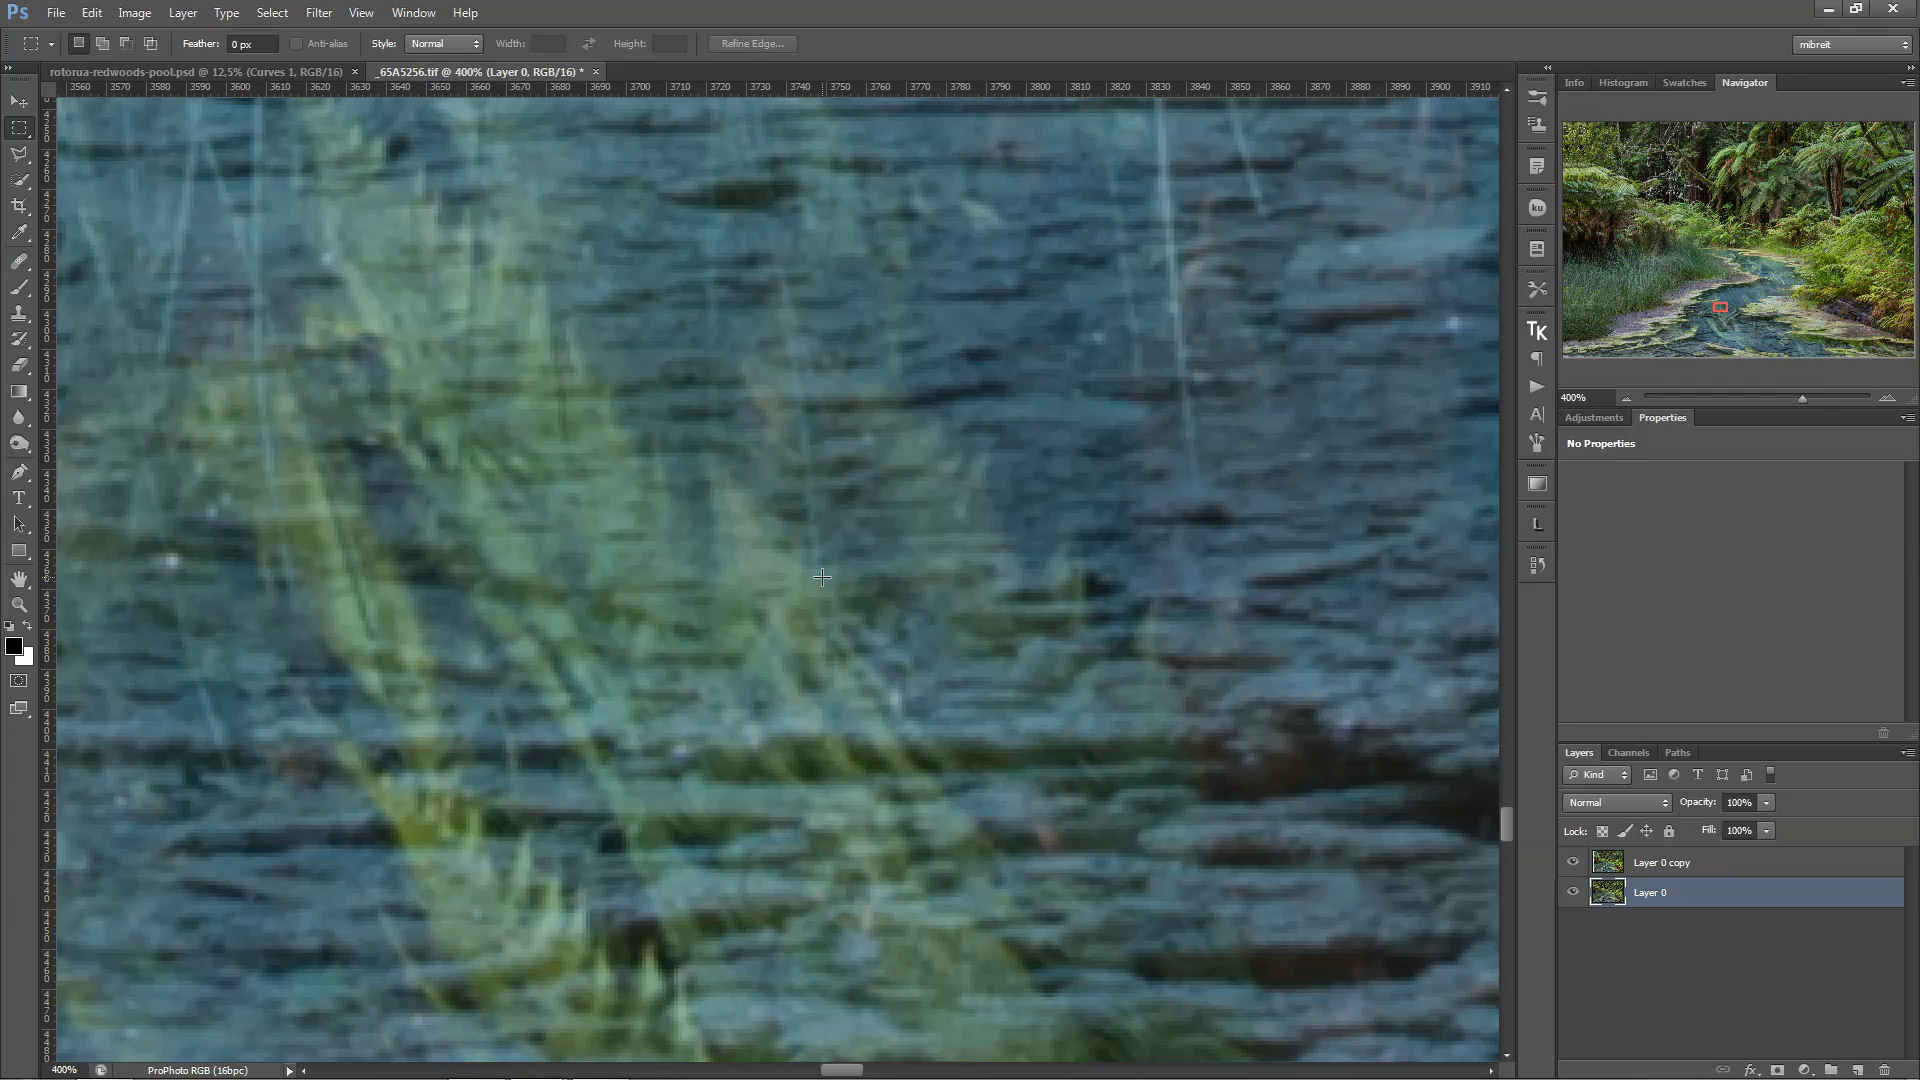 Ps File Edit Image Layer Type Select Filter View Window Help
Feather: 0 px Anti-alias Style: Normal Width: Height: Refine Edge... mibreit
rotorua-redwoods-pool.psd @ 12,5% (Curves 1, RGB/16) × _65A5256.tif @ 400% (Layer 0, RGB/16) * ×
3560 3570 3580 3590 3600 3610 3620 3630 3640 3650 3660 3670 3680 3690 3700 3710 3720 3730 3740 3750 3760 3770 3780 3790 3800 3810 3820 3830 3840 3850 3860 3870 3880 3890 3900 3910
Info Histogram Swatches Navigator
ku
TK
400%
Adjustments Properties
No Properties
A
L
T
Layers Channels Paths
Kind
Normal Opacity: 100%
Lock: Fill: 100%
Layer 0 copy
Layer 0
fx
400% ProPhoto RGB (16bpc)